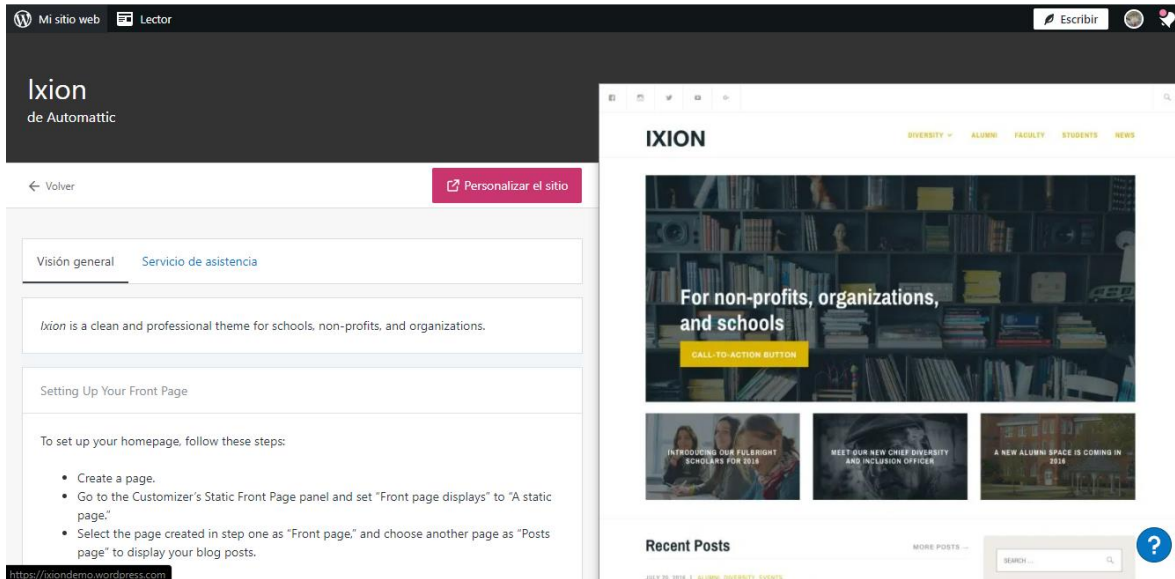 Mi sitio web
Lector
Escribir
Ixion
de Automattic
Volver
Personalizar el sitio
Visión general
Servicio de asistencia
Ixion is a clean and professional theme for schools, non-profits, and organizations.
Setting Up Your Front Page
To set up your homepage, follow these steps:
• Create a page.
• Go to the Customizer's Static Front Page panel and set "Front page displays" to "A static
page."
• Select the page created in step one as "Front page," and choose another page as "Posts
page" to display your blog posts.
https://ixiondemo.wordpress.com
IXION
DIVERSITY
ALUMNI
FACULTY
STUDENTS
NEWS
For non-profits, organizations,
and schools
CALL-TO-ACTION BUTTON
INTRODUCING OUR FULBRIGHT
SCHOLARS FOR 2016
MEET OUR NEW CHIEF DIVERSITY
AND INCLUSION OFFICER
A NEW ALUMNI SPACE IS COMING IN
2016
Recent Posts
MORE POSTS
SEARCH ...
JULY 29, 2016 | ALUMNI, DIVERSITY, EVENTS
?